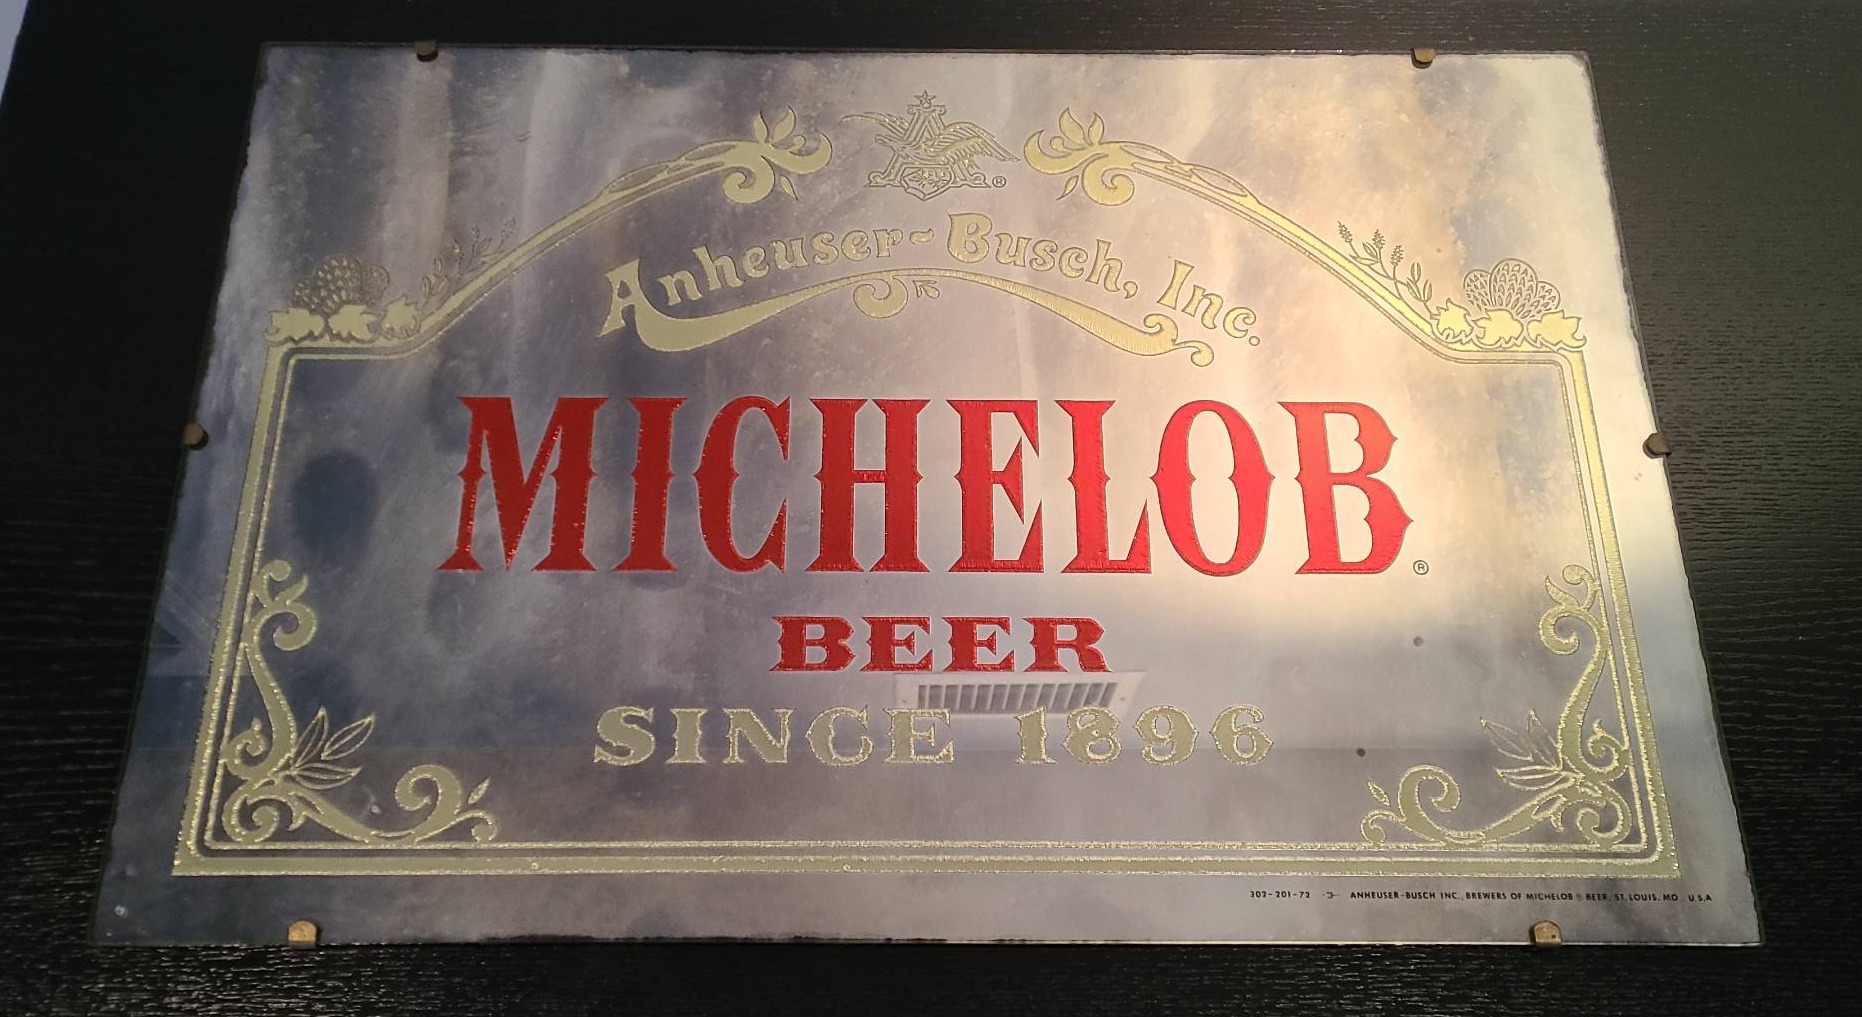 Anheuser-Busch, Inc.
MICHELOB®
BEER
SINCE 1896
302-201-72 ANHEUSER-BUSCH INC., BREWERS OF MICHELOB ® BEER, ST. LOUIS, MO. U.S.A